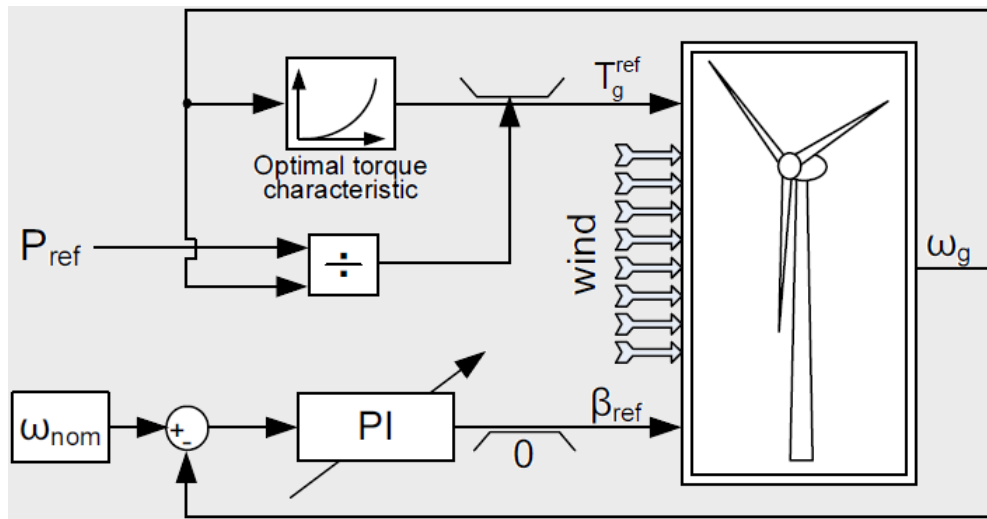 T_g^ref
Optimal torque
characteristic
P_ref
÷
wind
ω_g
ω_nom
+
-
PI
β_ref
0